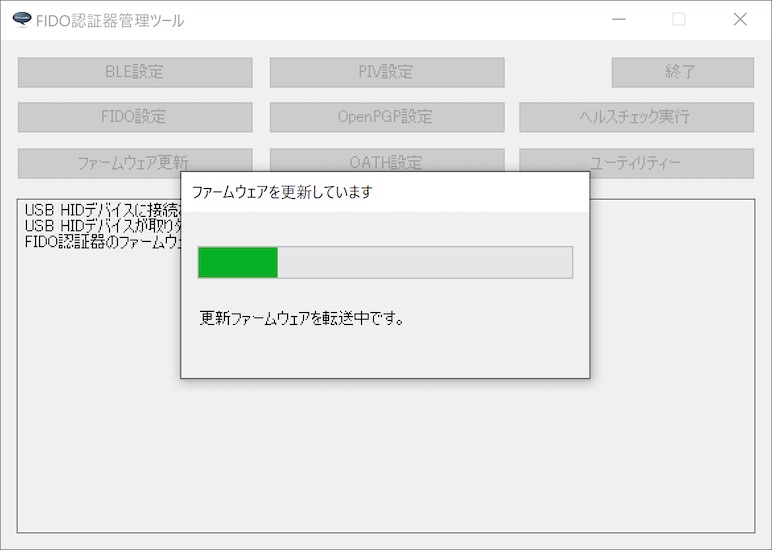 FIDO認証器管理ツール
BLE設定
PIV設定
終了
FIDO設定
OpenPGP設定
ヘルスチェック実行
ファームウェア更新
OATH設定
ユーティリティー
ファームウェアを更新しています
USB HIDデバイスに接続
USB HIDデバイスが取り
FIDO認証器のファームウ
更新ファームウェアを転送中です。